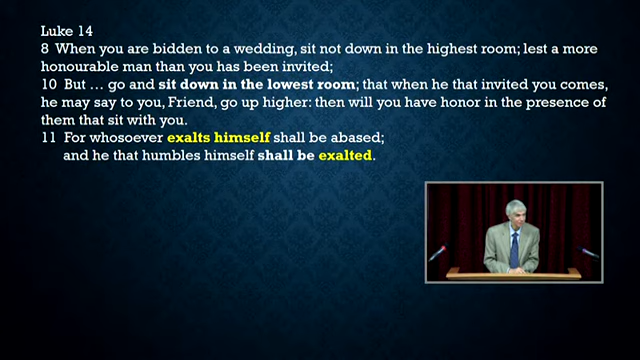 Luke 14
8 When you are bidden to a wedding, sit not down in the highest room; lest a more
honourable man than you has been invited;
10 But … go and sit down in the lowest room; that when he that invited you comes,
he may say to you, Friend, go up higher: then will you have honor in the presence of
them that sit with you.
11 For whosoever exalts himself shall be abased;
and he that humbles himself shall be exalted.